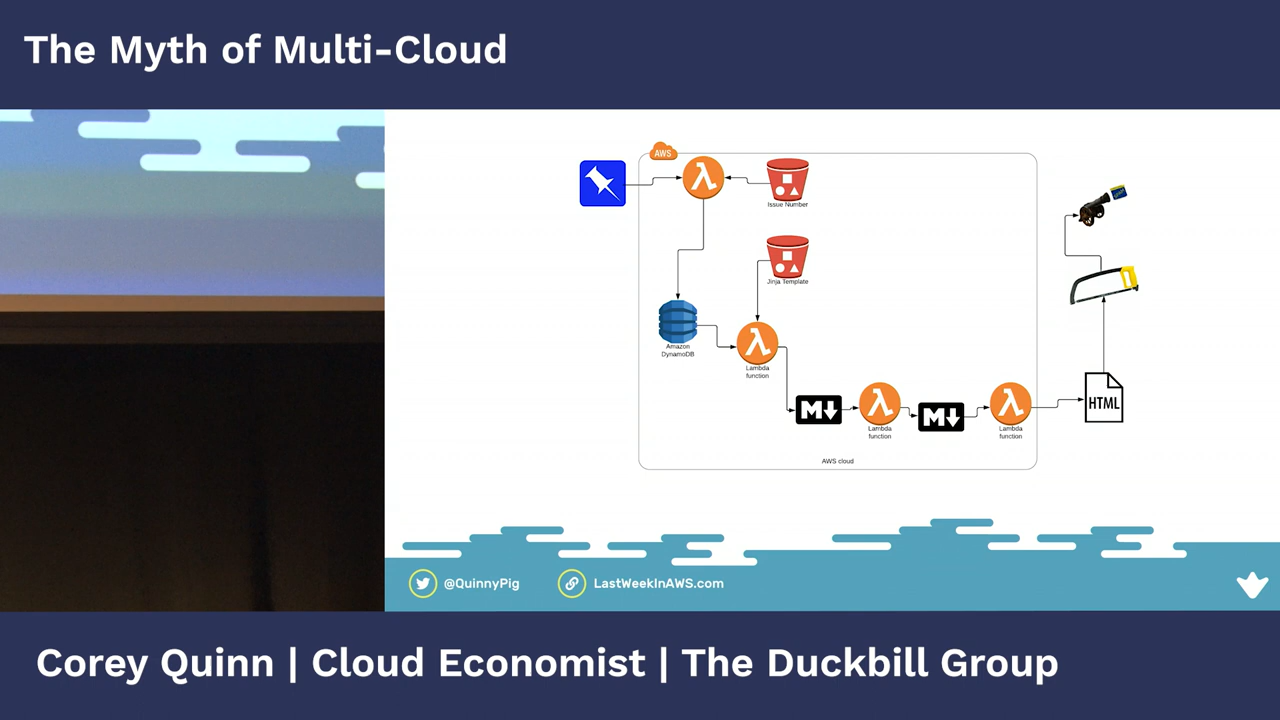 The Myth of Multi-Cloud
AWS
Issue Number
Jinja Template
Amazon
DynamoDB
Lambda
function
M
Lambda
function
M
Lambda
function
HTML
AWS cloud
@QuinnyPig
LastWeekInAWS.com
Corey Quinn | Cloud Economist | The Duckbill Group